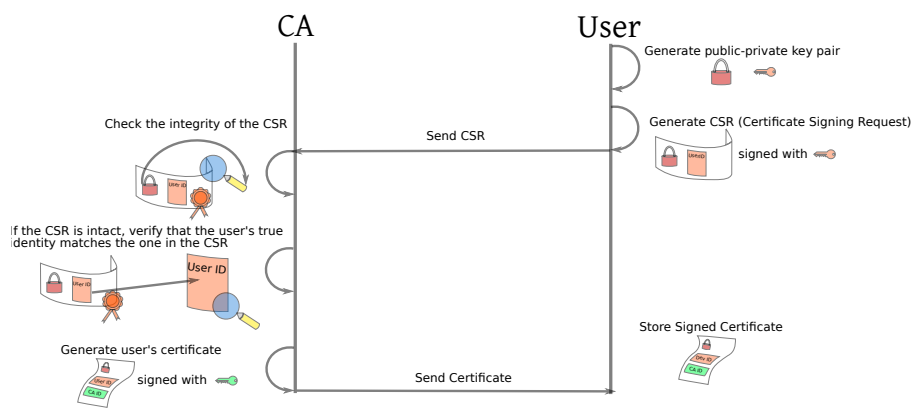 CA
User
Generate public-private key pair
Generate CSR (Certificate Signing Request)
User ID
signed with
Send CSR
Check the integrity of the CSR
User ID
If the CSR is intact, verify that the user's true
identity matches the one in the CSR
User ID
User ID
Generate user's certificate
User ID
CA ID
signed with
Send Certificate
Store Signed Certificate
CA ID